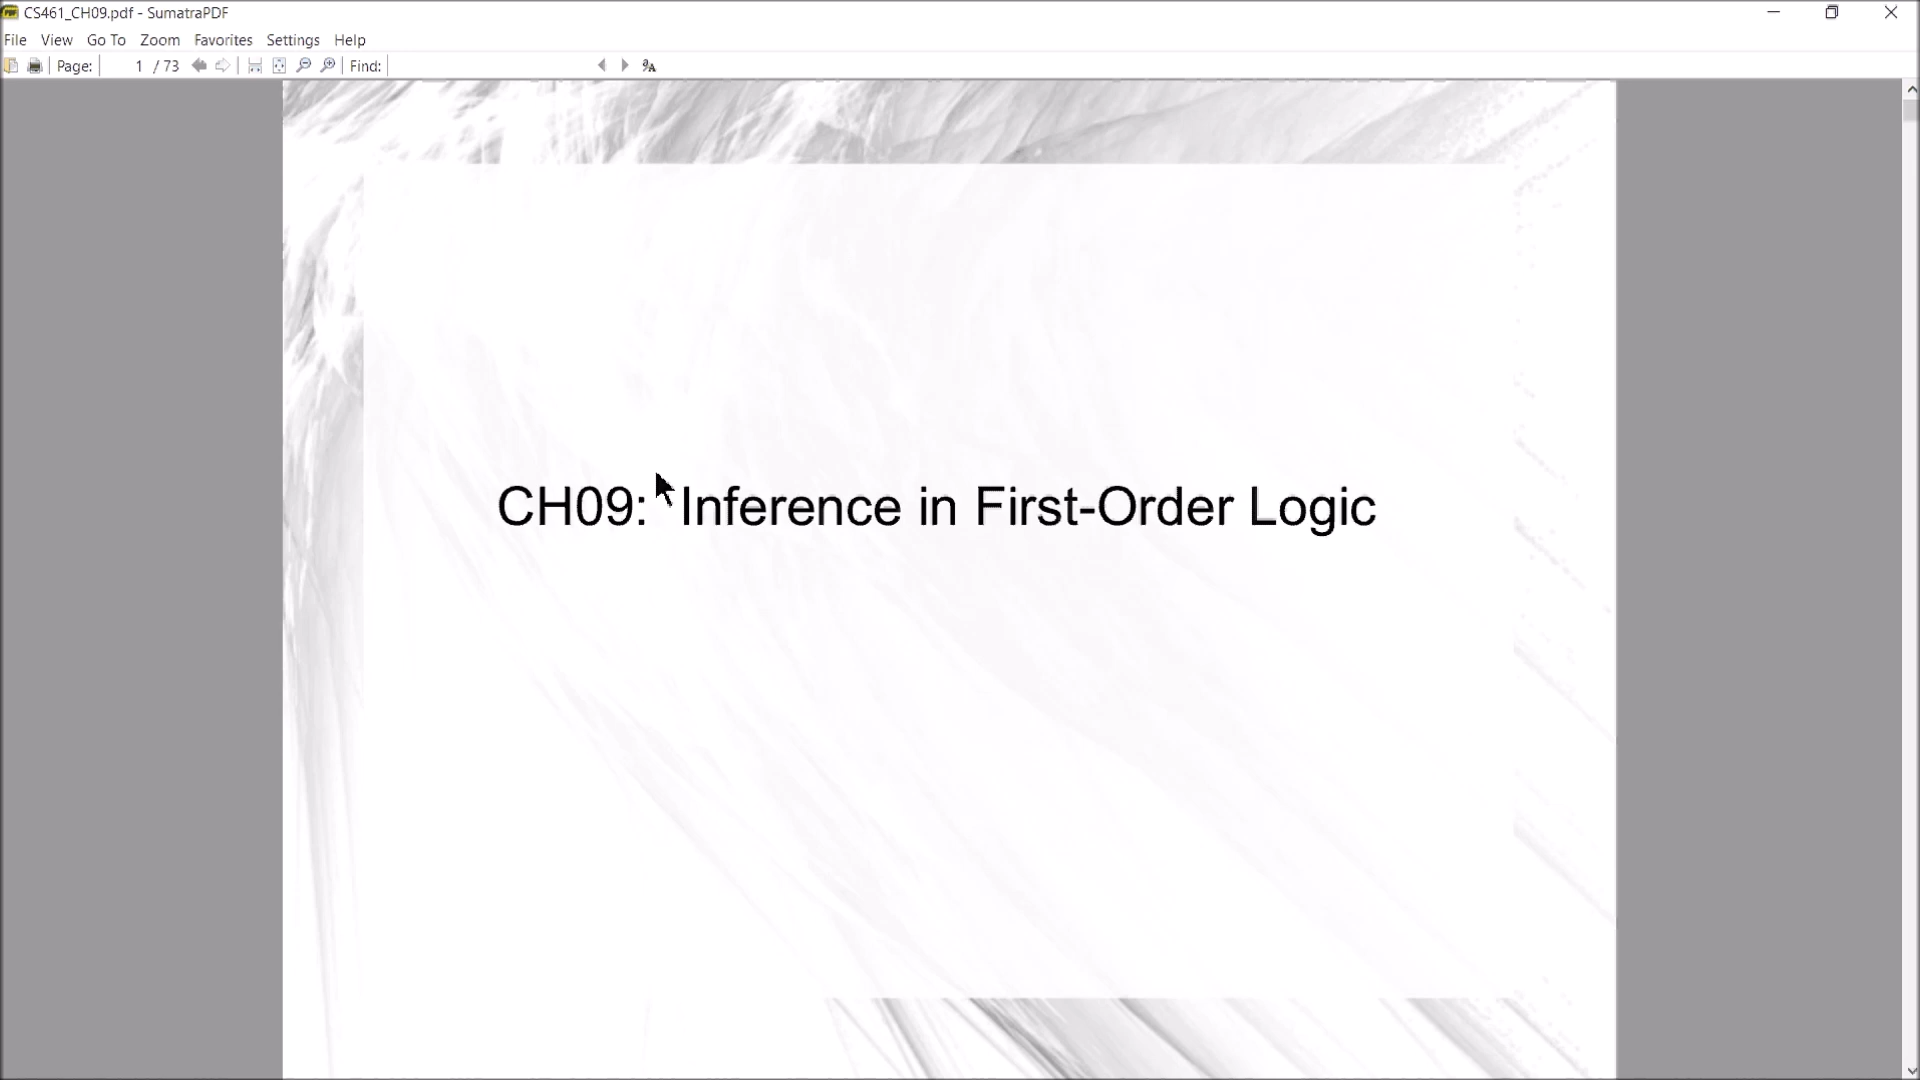 CS461_CH09.pdf - SumatraPDF
File View Go To Zoom Favorites Settings Help
Page: 1 / 73 Find:
CH09: Inference in First-Order Logic